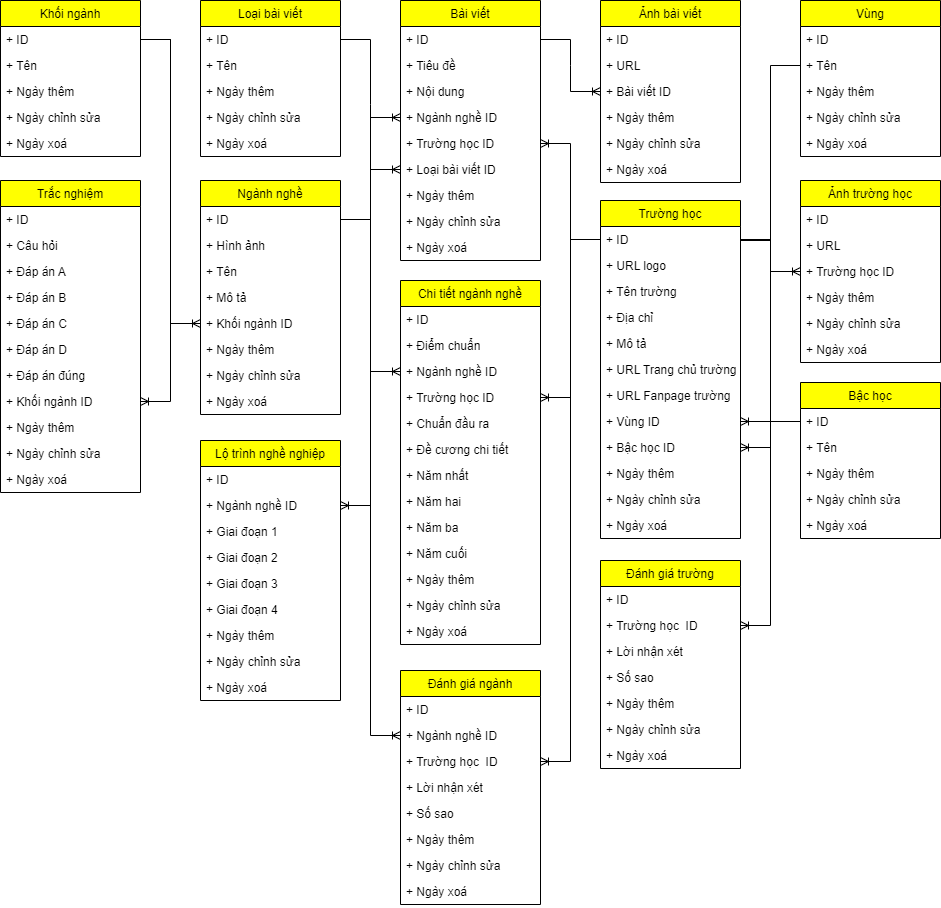 Khối ngành
+ ID
+ Tên
+ Ngày thêm
+ Ngày chỉnh sửa
+ Ngày xoá
Loại bài viết
+ ID
+ Tên
+ Ngày thêm
+ Ngày chỉnh sửa
+ Ngày xoá
Bài viết
+ ID
+ Tiêu đề
+ Nội dung
+ Ngành nghề ID
+ Trường học ID
+ Loại bài viết ID
+ Ngày thêm
+ Ngày chỉnh sửa
+ Ngày xoá
Ảnh bài viết
+ ID
+ URL
+ Bài viết ID
+ Ngày thêm
+ Ngày chỉnh sửa
+ Ngày xoá
Vùng
+ ID
+ Tên
+ Ngày thêm
+ Ngày chỉnh sửa
+ Ngày xoá
Trắc nghiệm
+ ID
+ Câu hỏi
+ Đáp án A
+ Đáp án B
+ Đáp án C
+ Đáp án D
+ Đáp án đúng
+ Khối ngành ID
+ Ngày thêm
+ Ngày chỉnh sửa
+ Ngày xoá
Ngành nghề
+ ID
+ Hình ảnh
+ Tên
+ Mô tả
+ Khối ngành ID
+ Ngày thêm
+ Ngày chỉnh sửa
+ Ngày xoá
Chi tiết ngành nghề
+ ID
+ Điểm chuẩn
+ Ngành nghề ID
+ Trường học ID
+ Chuẩn đầu ra
+ Đề cương chi tiết
+ Năm nhất
+ Năm hai
+ Năm ba
+ Năm cuối
+ Ngày thêm
+ Ngày chỉnh sửa
+ Ngày xoá
Trường học
+ ID
+ URL logo
+ Tên trường
+ Địa chỉ
+ Mô tả
+ URL Trang chủ trường
+ URL Fanpage trường
+ Vùng ID
+ Bậc học ID
+ Ngày thêm
+ Ngày chỉnh sửa
+ Ngày xoá
Ảnh trường học
+ ID
+ URL
+ Trường học ID
+ Ngày thêm
+ Ngày chỉnh sửa
+ Ngày xoá
Bậc học
+ ID
+ Tên
+ Ngày thêm
+ Ngày chỉnh sửa
+ Ngày xoá
Lộ trình nghề nghiệp
+ ID
+ Ngành nghề ID
+ Giai đoạn 1
+ Giai đoạn 2
+ Giai đoạn 3
+ Giai đoạn 4
+ Ngày thêm
+ Ngày chỉnh sửa
+ Ngày xoá
Đánh giá ngành
+ ID
+ Ngành nghề ID
+ Trường học  ID
+ Lời nhận xét
+ Số sao
+ Ngày thêm
+ Ngày chỉnh sửa
+ Ngày xoá
Đánh giá trường
+ ID
+ Trường học  ID
+ Lời nhận xét
+ Số sao
+ Ngày thêm
+ Ngày chỉnh sửa
+ Ngày xoá